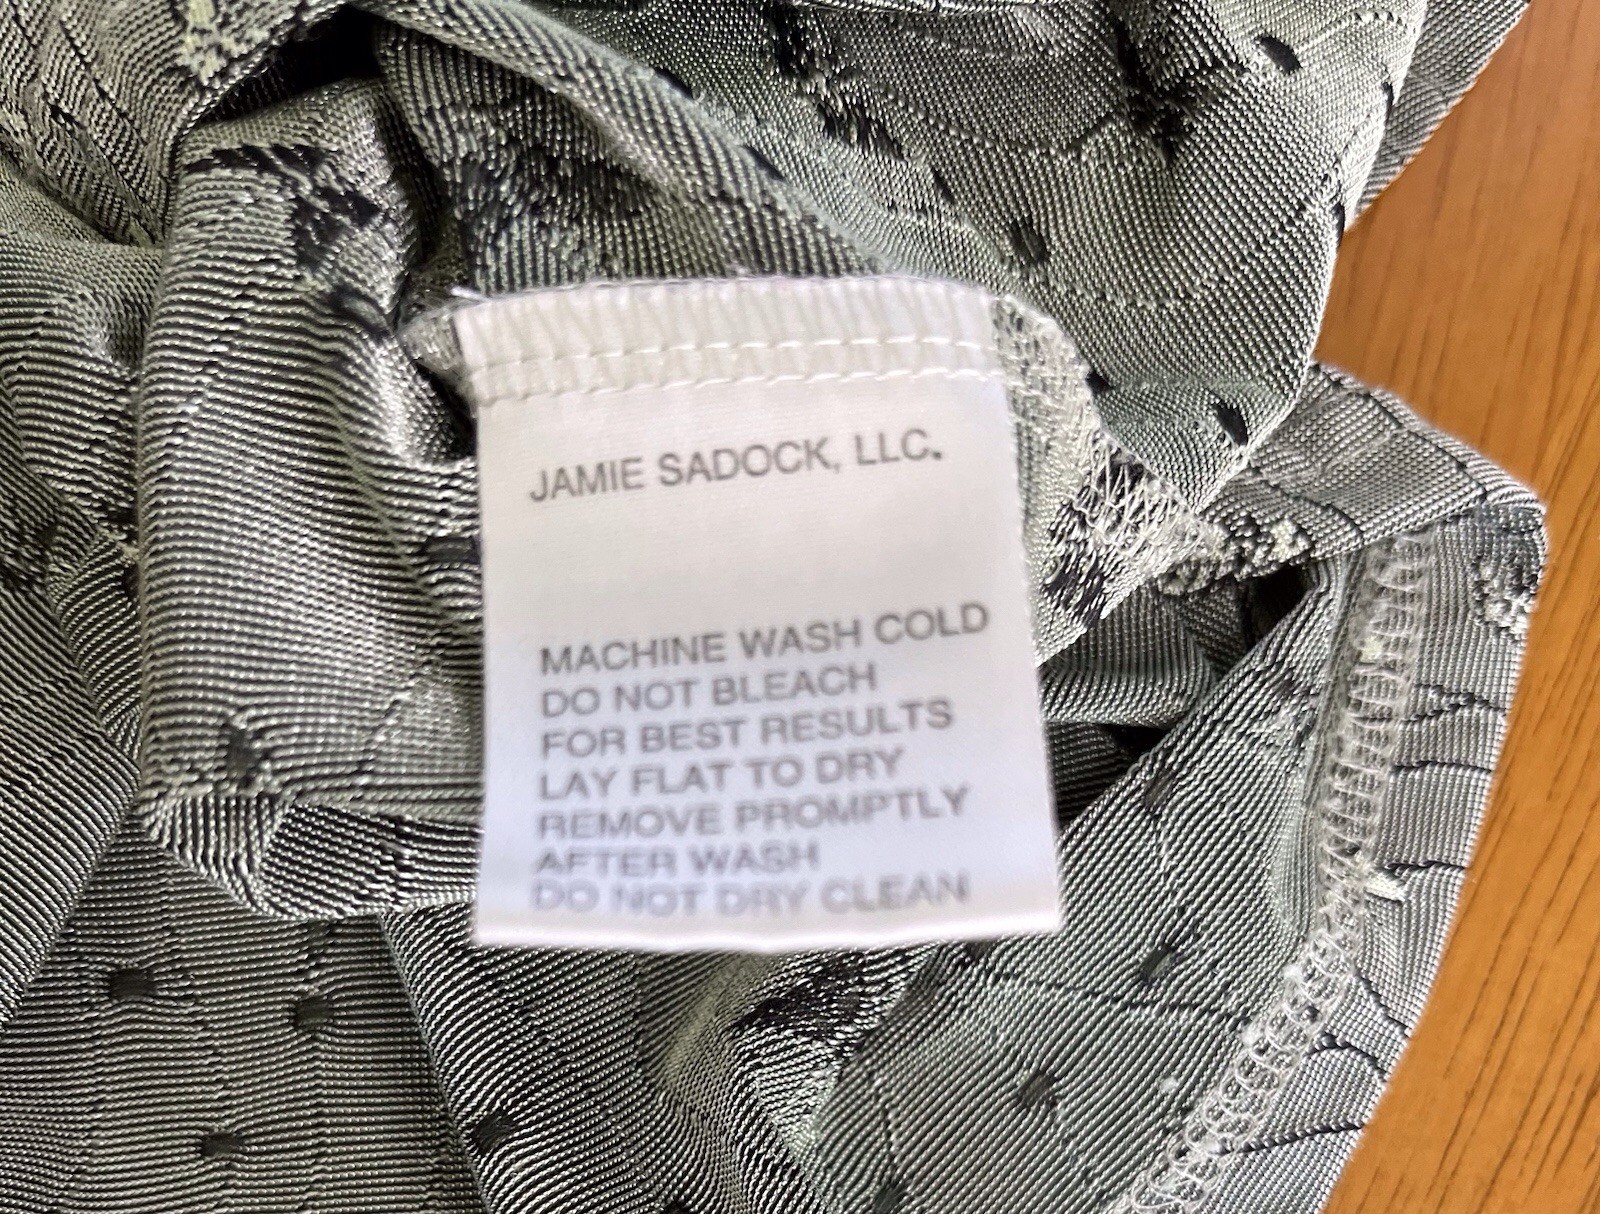 JAMIE SADOCK, LLC.
MACHINE WASH COLD
DO NOT BLEACH
FOR BEST RESULTS
LAY FLAT TO DRY
REMOVE PROMPTLY
AFTER WASH
DO NOT DRY CLEAN